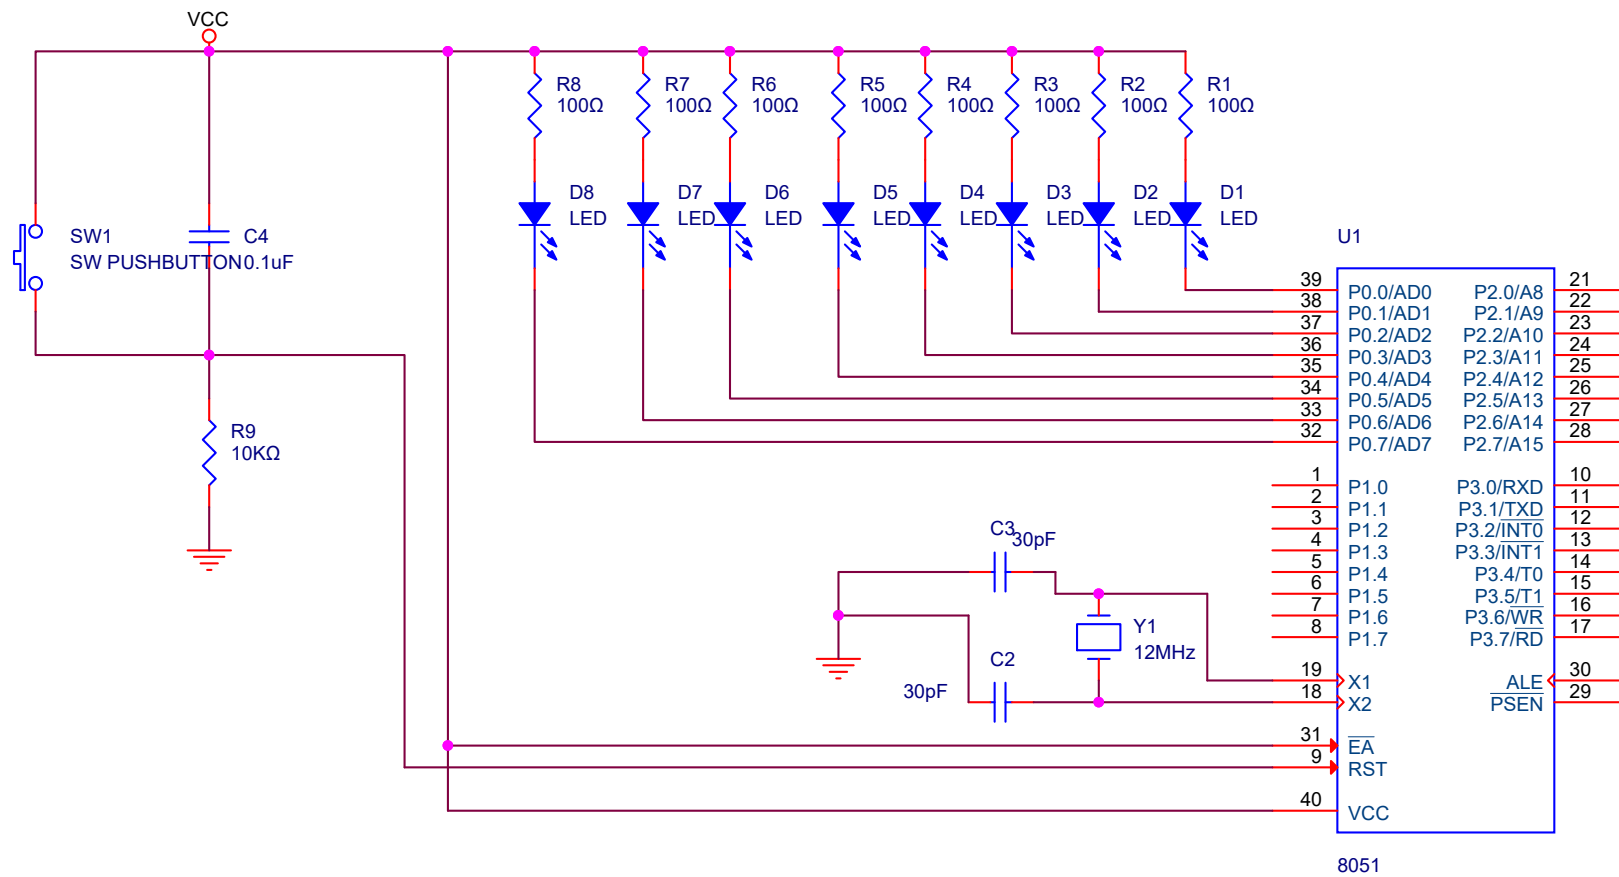 VCC
R8
100Ω
R7
100Ω
R6
100Ω
R5
100Ω
R4
100Ω
R3
100Ω
R2
100Ω
R1
100Ω
D8
LED
D7
LED
D6
LED
D5
LED
D4
LED
D3
LED
D2
LED
D1
LED
SW1
SW PUSHBUTTON
C4
0.1uF
R9
10KΩ
C3
30pF
C2
30pF
Y1
12MHz
U1
39 P0.0/AD0 P2.0/A8 21
38 P0.1/AD1 P2.1/A9 22
37 P0.2/AD2 P2.2/A10 23
36 P0.3/AD3 P2.3/A11 24
35 P0.4/AD4 P2.4/A12 25
34 P0.5/AD5 P2.5/A13 26
33 P0.6/AD6 P2.6/A14 27
32 P0.7/AD7 P2.7/A15 28
1 P1.0 P3.0/RXD 10
2 P1.1 P3.1/TXD 11
3 P1.2 P3.2/INT0 12
4 P1.3 P3.3/INT1 13
5 P1.4 P3.4/T0 14
6 P1.5 P3.5/T1 15
7 P1.6 P3.6/WR 16
8 P1.7 P3.7/RD 17
19 X1 ALE 30
18 X2 PSEN 29
31 EA
9 RST
40 VCC
8051